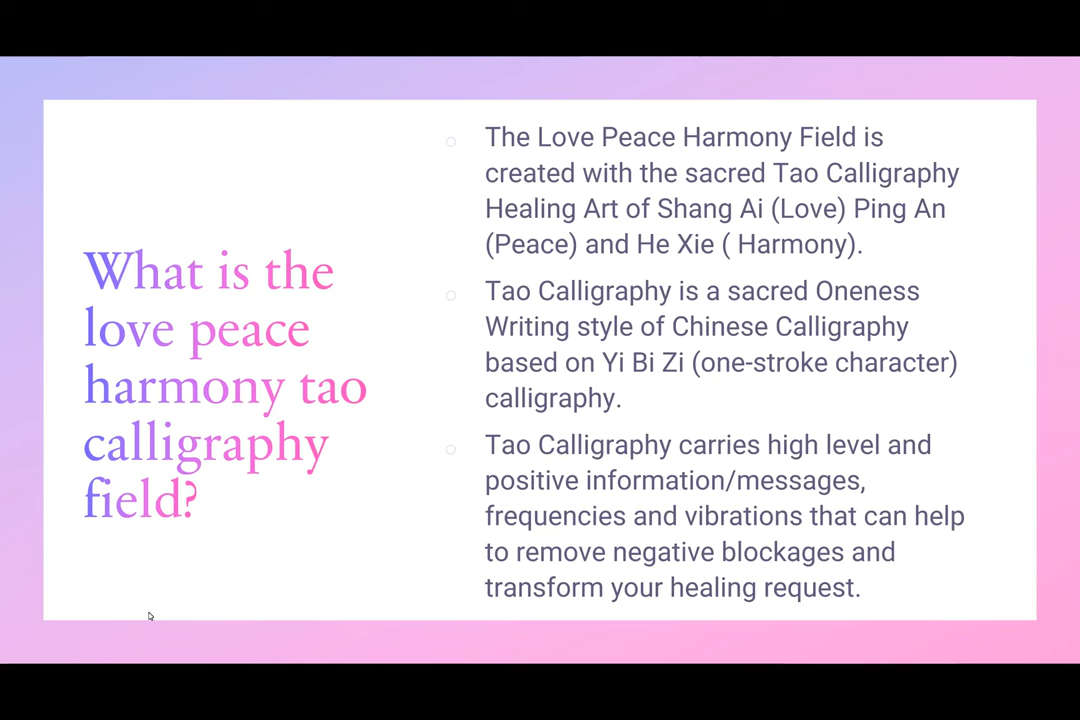 What is the
love peace
harmony tao
calligraphy
field?
The Love Peace Harmony Field is
created with the sacred Tao Calligraphy
Healing Art of Shang Ai (Love) Ping An
(Peace) and He Xie ( Harmony).
Tao Calligraphy is a sacred Oneness
Writing style of Chinese Calligraphy
based on Yi Bi Zi (one-stroke character)
calligraphy.
Tao Calligraphy carries high level and
positive information/messages,
frequencies and vibrations that can help
to remove negative blockages and
transform your healing request.